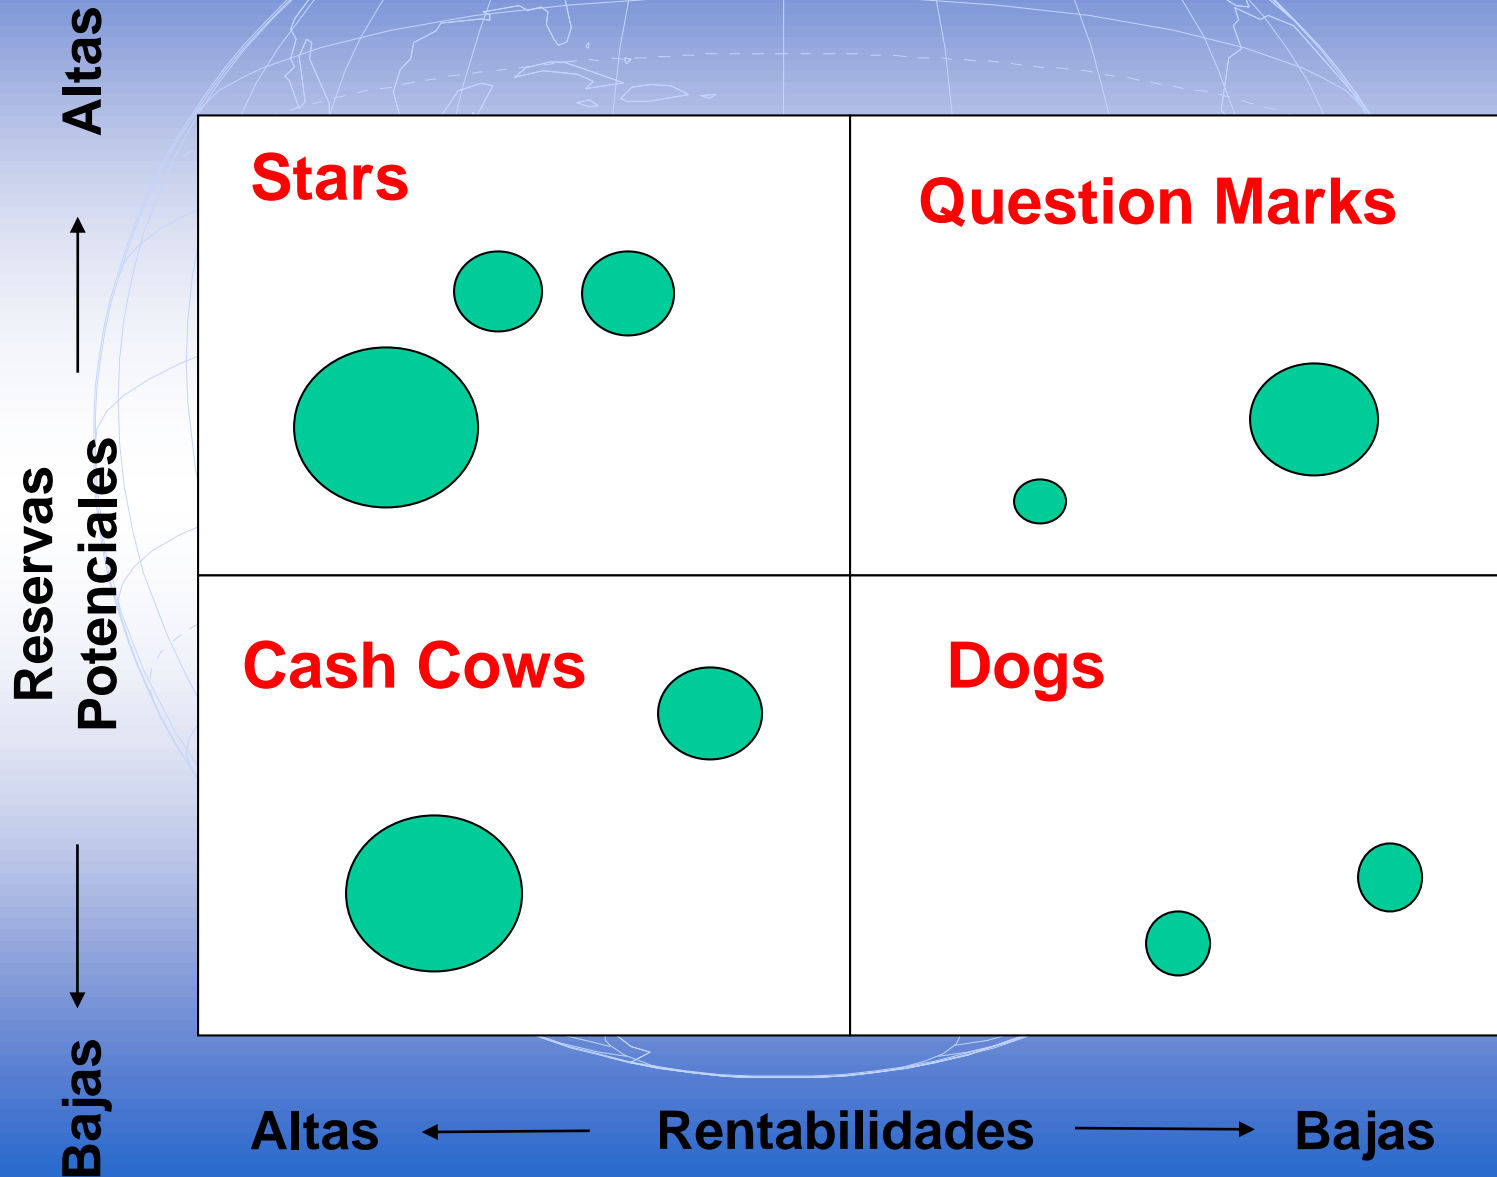 Altas
Stars
Question Marks
Reservas
Potenciales
Cash Cows
Dogs
Bajas
Altas
Rentabilidades
Bajas